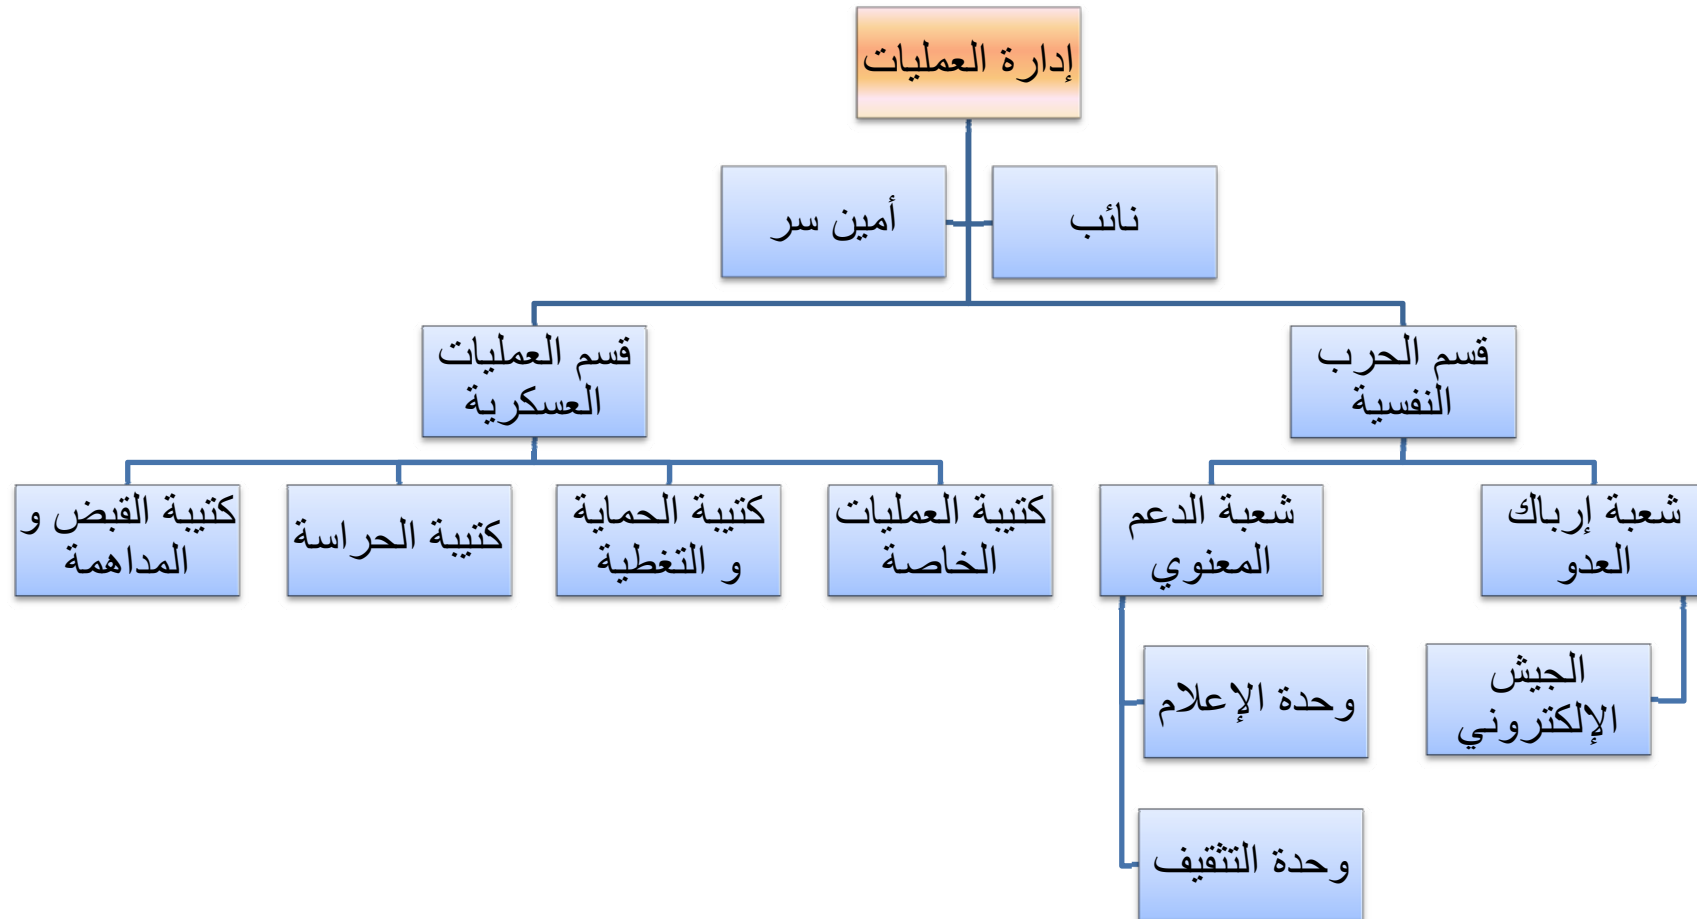 إدارة العمليات
نائب
أمين سر
قسم الحرب
النفسية
قسم العمليات
العسكرية
شعبة إرباك
العدو
شعبة الدعم
المعنوي
كتيبة العمليات
الخاصة
كتيبة الحماية
و التغطية
كتيبة الحراسة
كتيبة القبض و
المداهمة
الجيش
الإلكتروني
وحدة الإعلام
وحدة التثقيف